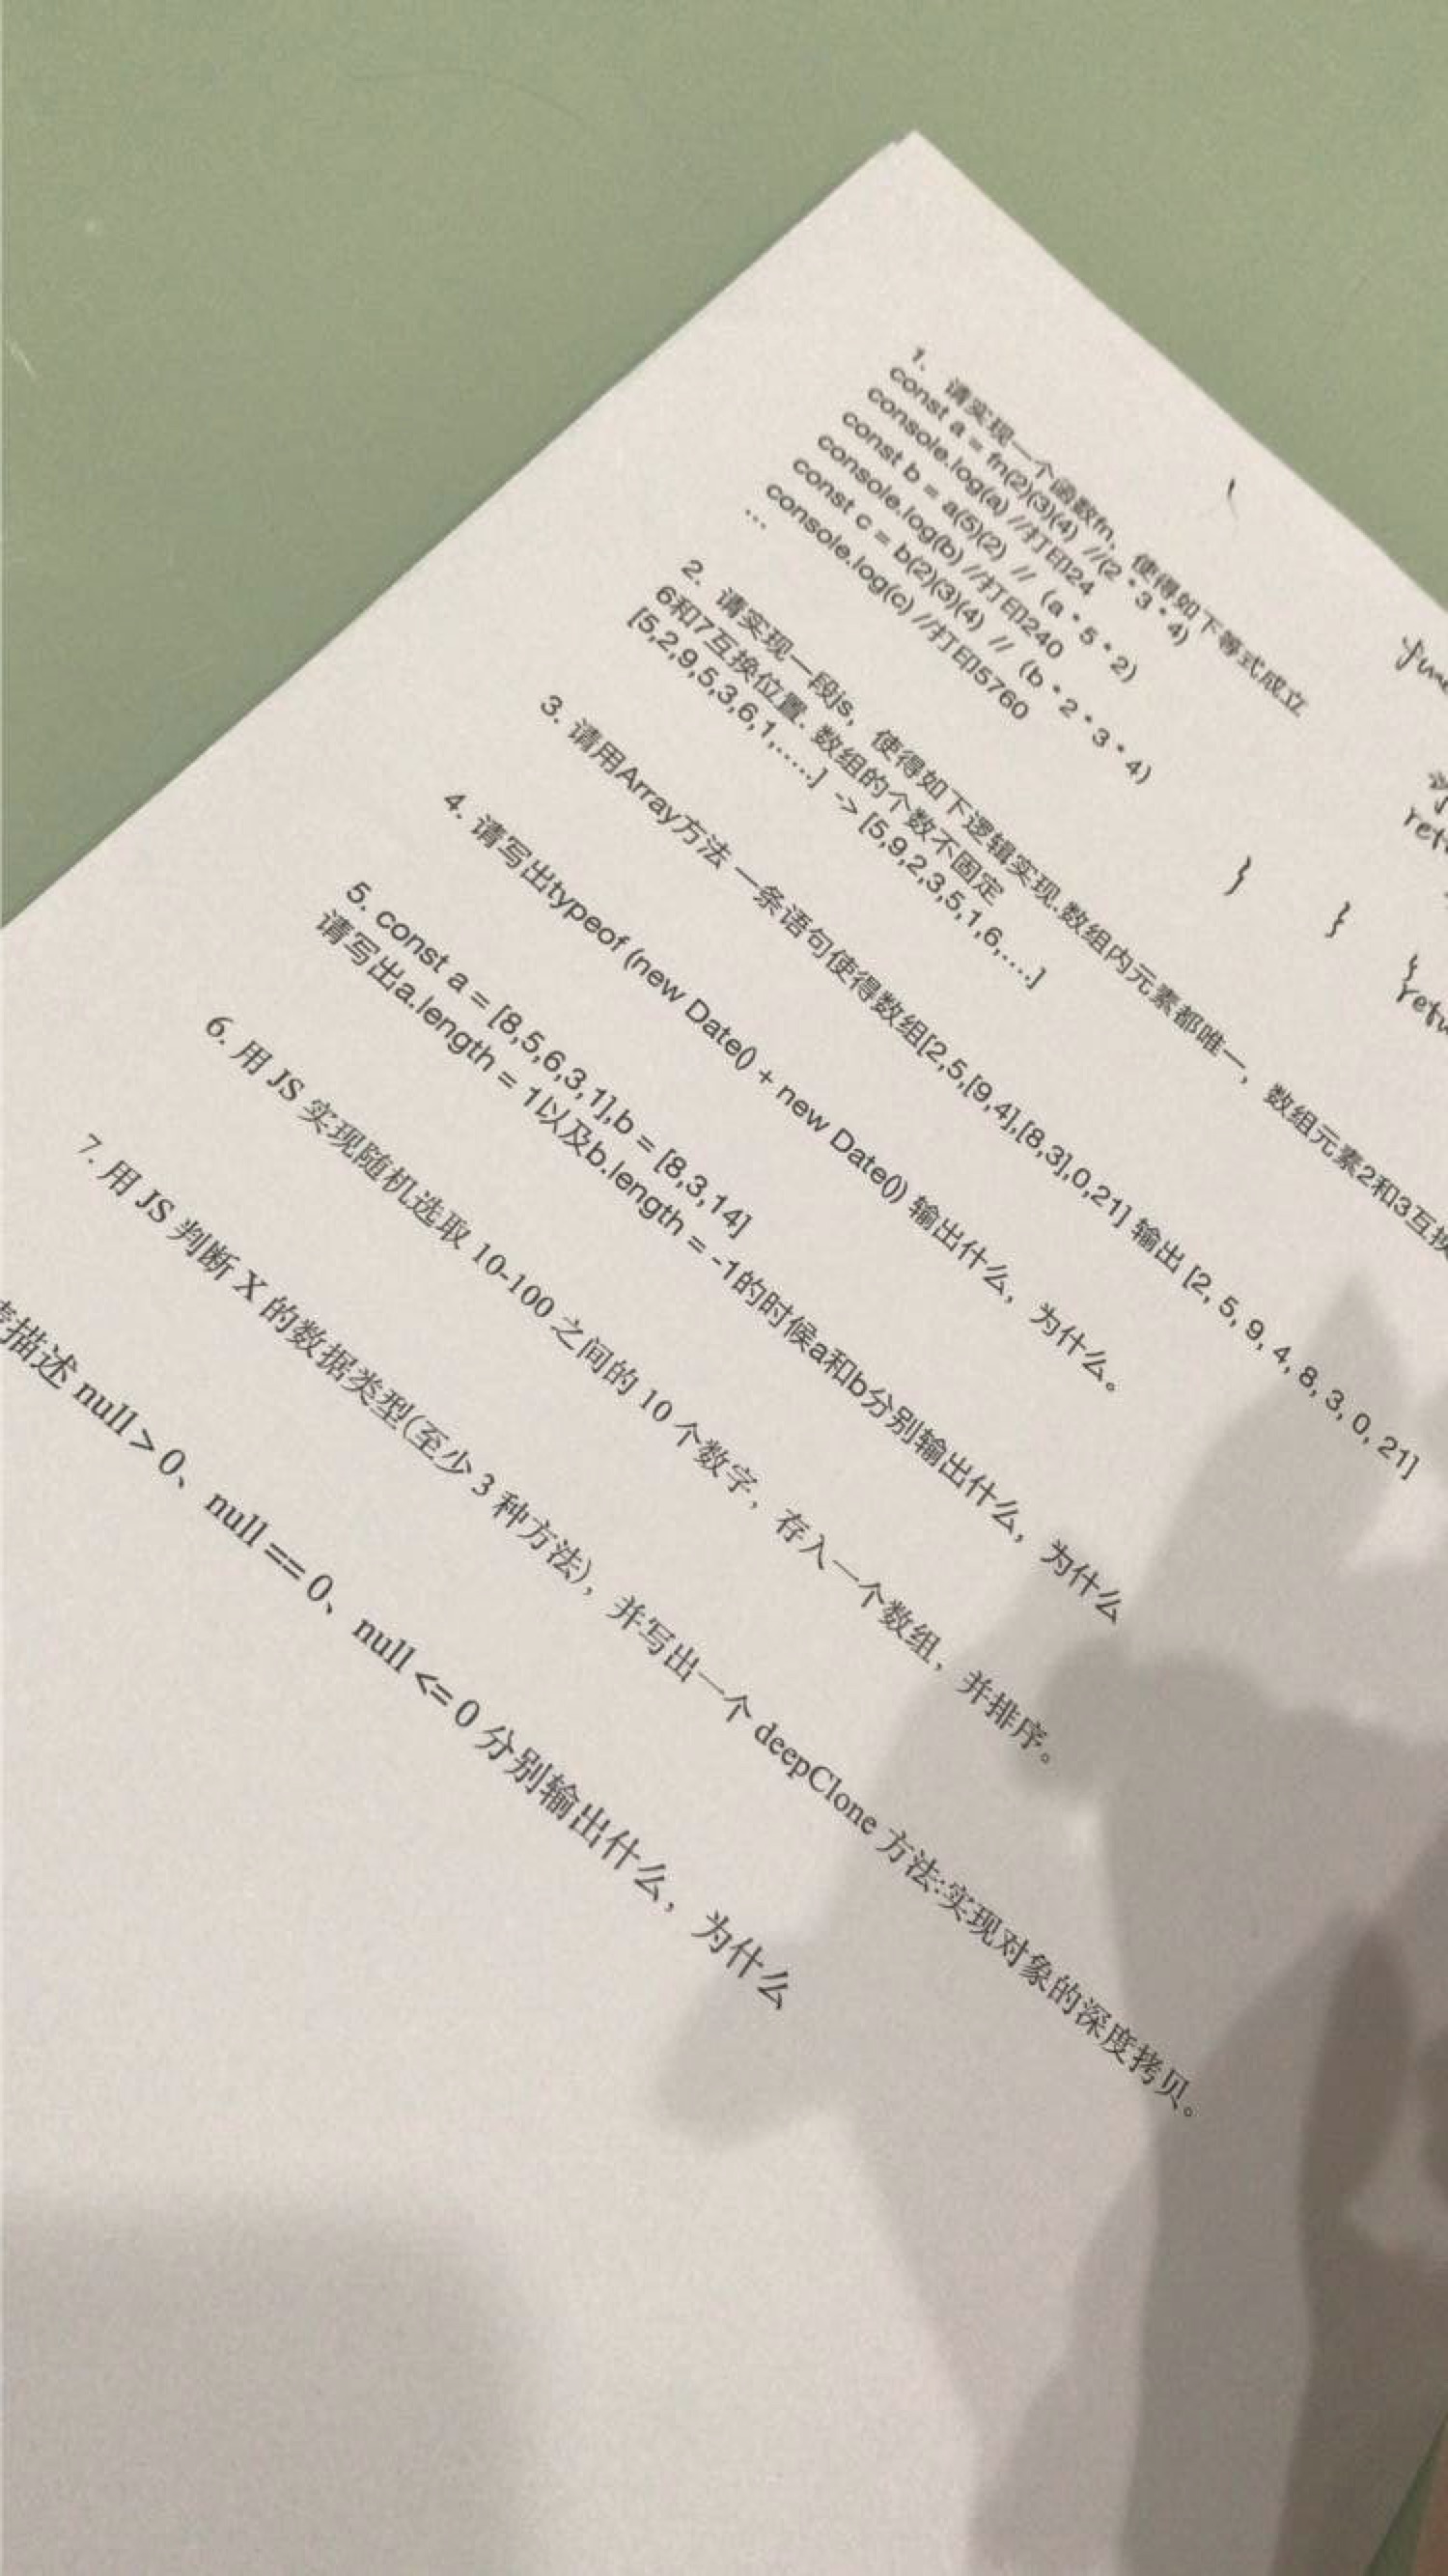 1. 请实现一个函数fn，使得如下等式成立
const a = fn(2)(3)(4) //(2 * 3 * 4)
console.log(a) //打印24
const b = a(5)(2) // (a * 5 * 2)
console.log(b) //打印240
const c = b(2)(3)(4) // (b * 2 * 3 * 4)
console.log(c) //打印5760
...
2. 请实现一段js，使得如下逻辑实现.数组内元素都唯一，数组元素2和3互换
6和7互换位置. 数组的个数不固定
[5,2,9,5,3,6,1,.....] -> [5,9,2,3,5,1,6,....]
3. 请用Array方法 一条语句使得数组[2,5,[9,4],[8,3],0,21] 输出 [2, 5, 9, 4, 8, 3, 0, 21]
4. 请写出typeof (new Date() + new Date()) 输出什么，为什么。
5. const a = [8,5,6,3,1],b = [8,3,14]
请写出a.length = 1以及b.length = -1的时候a和b分别输出什么，为什么
6. 用 JS 实现随机选取 10-100 之间的 10 个数字，存入一个数组，并排序。
7. 用 JS 判断 X 的数据类型(至少 3 种方法)，并写出一个 deepClone 方法:实现对象的深度拷贝。
描述 null > 0、null == 0、null <= 0 分别输出什么，为什么
}
}